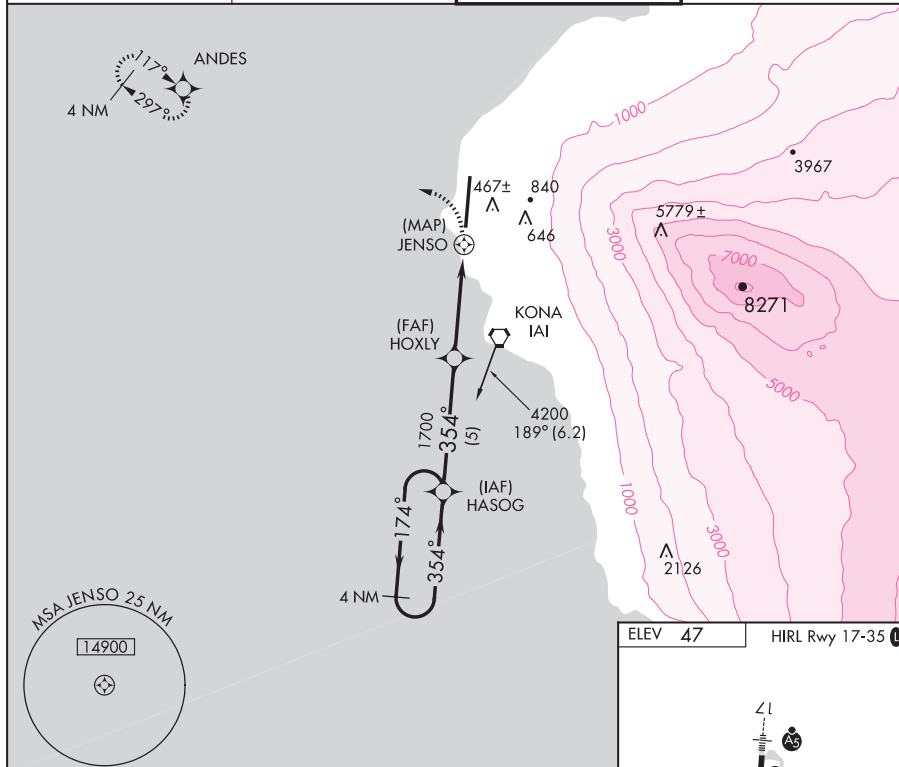 ANDES
117°
297°
4 NM
1000
3967
467±
840
646
5779±
(MAP)
JENSO
3000
7000
8271
KONA
IAI
(FAF)
HOXLY
5000
4200
189° (6.2)
1700
354°
(5)
(IAF)
HASOG
174°
354°
1000
3000
2126
4 NM
MSA JENSO 25 NM
14900
ELEV 47
HIRL Rwy 17-35 L
17
A5